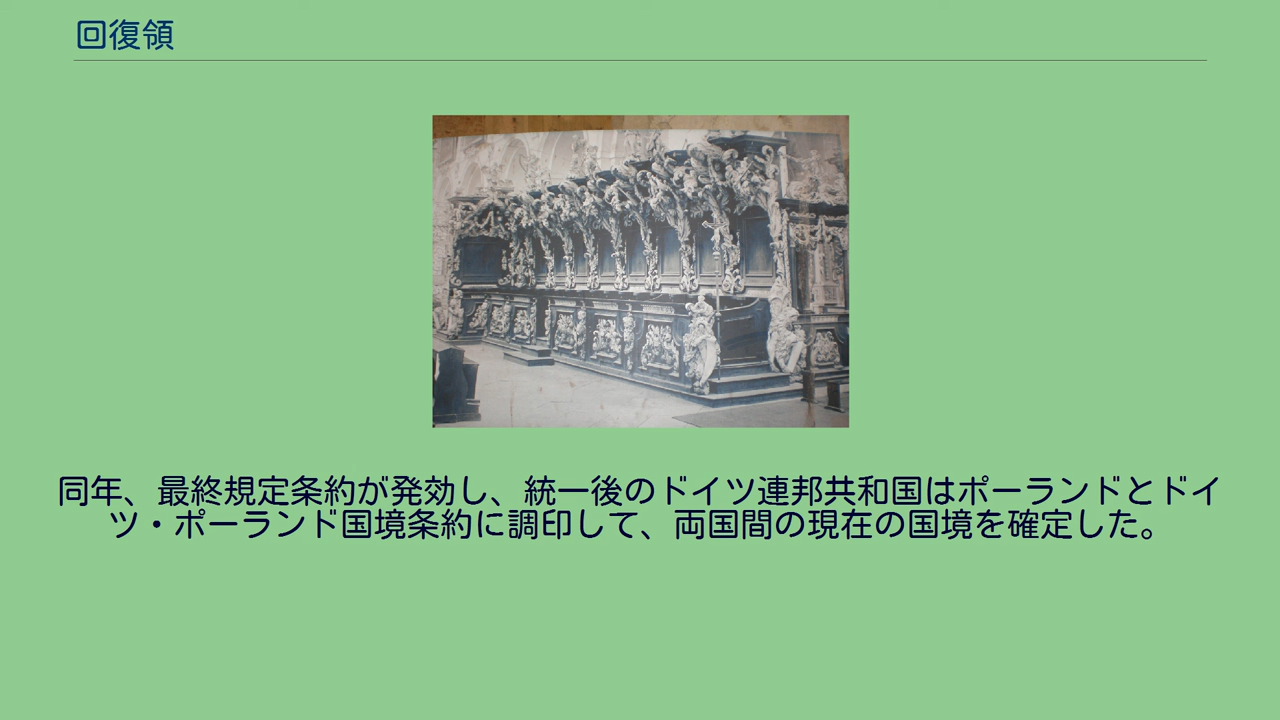 回復領
同年、最終規定条約が発効し、統一後のドイツ連邦共和国はポーランドとドイ
ツ・ポーランド国境条約に調印して、両国間の現在の国境を確定した。